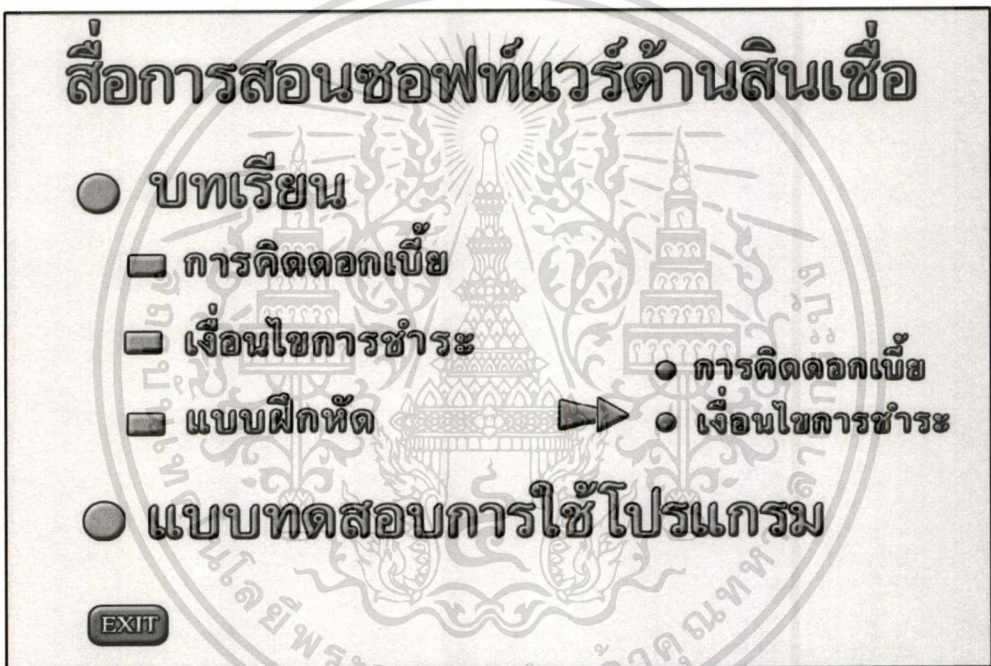 สื่อการสอนซอฟท์แวร์ด้านสินเชื่อ
บทเรียน
การคิดดอกเบี้ย
เงื่อนไขการชำระ
แบบฝึกหัด
การคิดดอกเบี้ย
เงื่อนไขการชำระ
แบบทดสอบการใช้โปรแกรม
EXIT